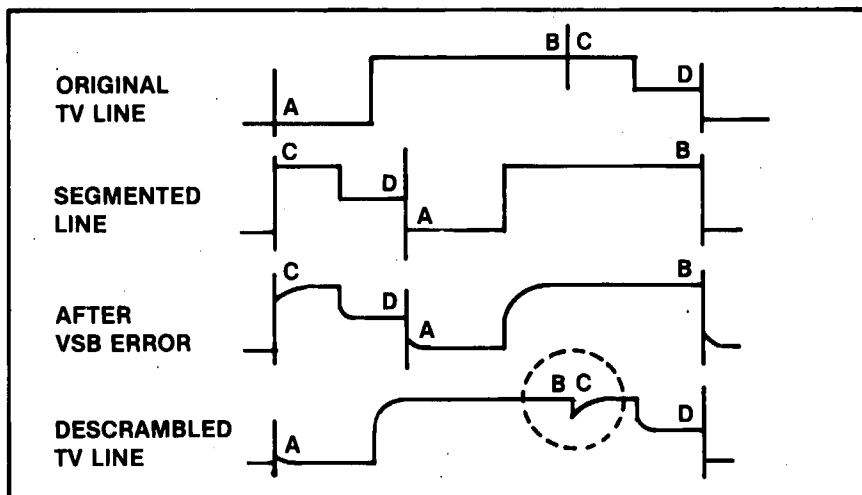 ORIGINAL
TV LINE
A
B
C
D
SEGMENTED
LINE
C
D
A
B
AFTER
VSB ERROR
C
D
A
B
DESCRAMBLED
TV LINE
A
B
C
D